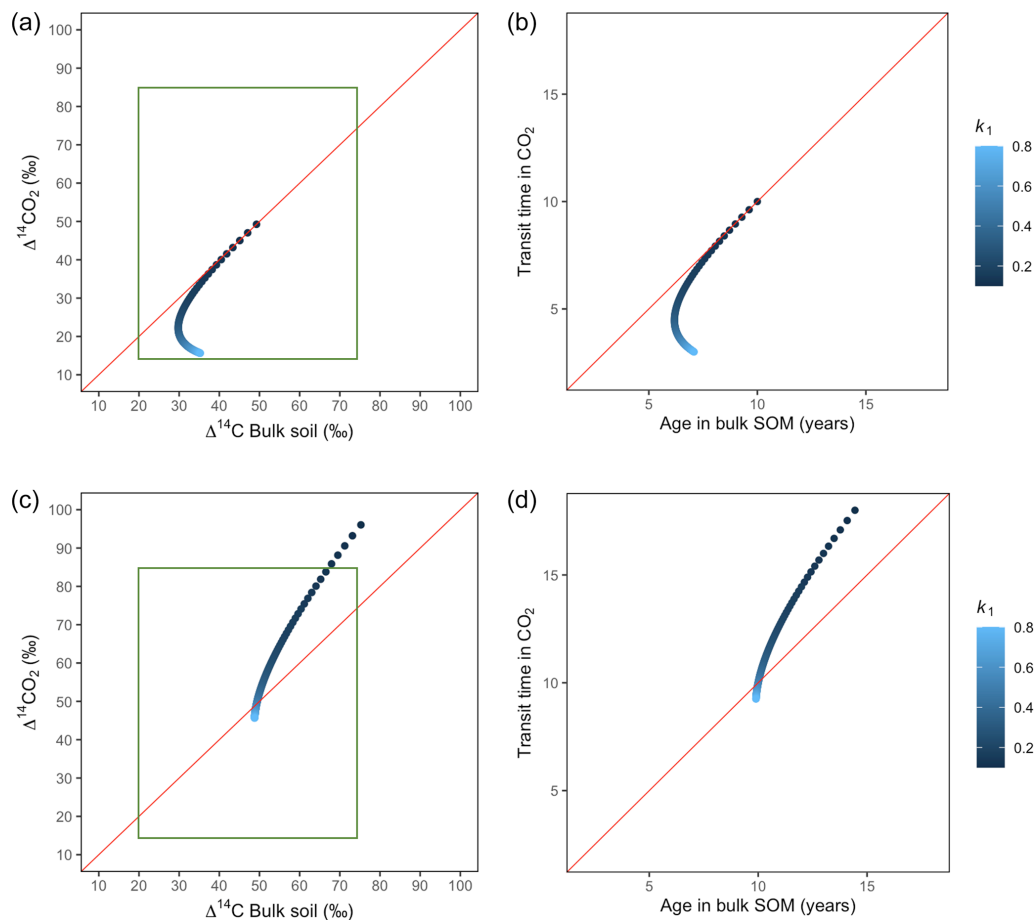 (a)
100
90
80
70
60
50
40
30
20
10
Δ¹⁴CO₂ (‰)
10 20 30 40 50 60 70 80 90 100
Δ¹⁴C Bulk soil (‰)
(b)
15
10
5
Transit time in CO₂
5 10 15
Age in bulk SOM (years)
k₁
0.8
0.6
0.4
0.2
(c)
100
90
80
70
60
50
40
30
20
10
Δ¹⁴CO₂ (‰)
10 20 30 40 50 60 70 80 90 100
Δ¹⁴C Bulk soil (‰)
(d)
15
10
5
Transit time in CO₂
5 10 15
Age in bulk SOM (years)
k₁
0.8
0.6
0.4
0.2